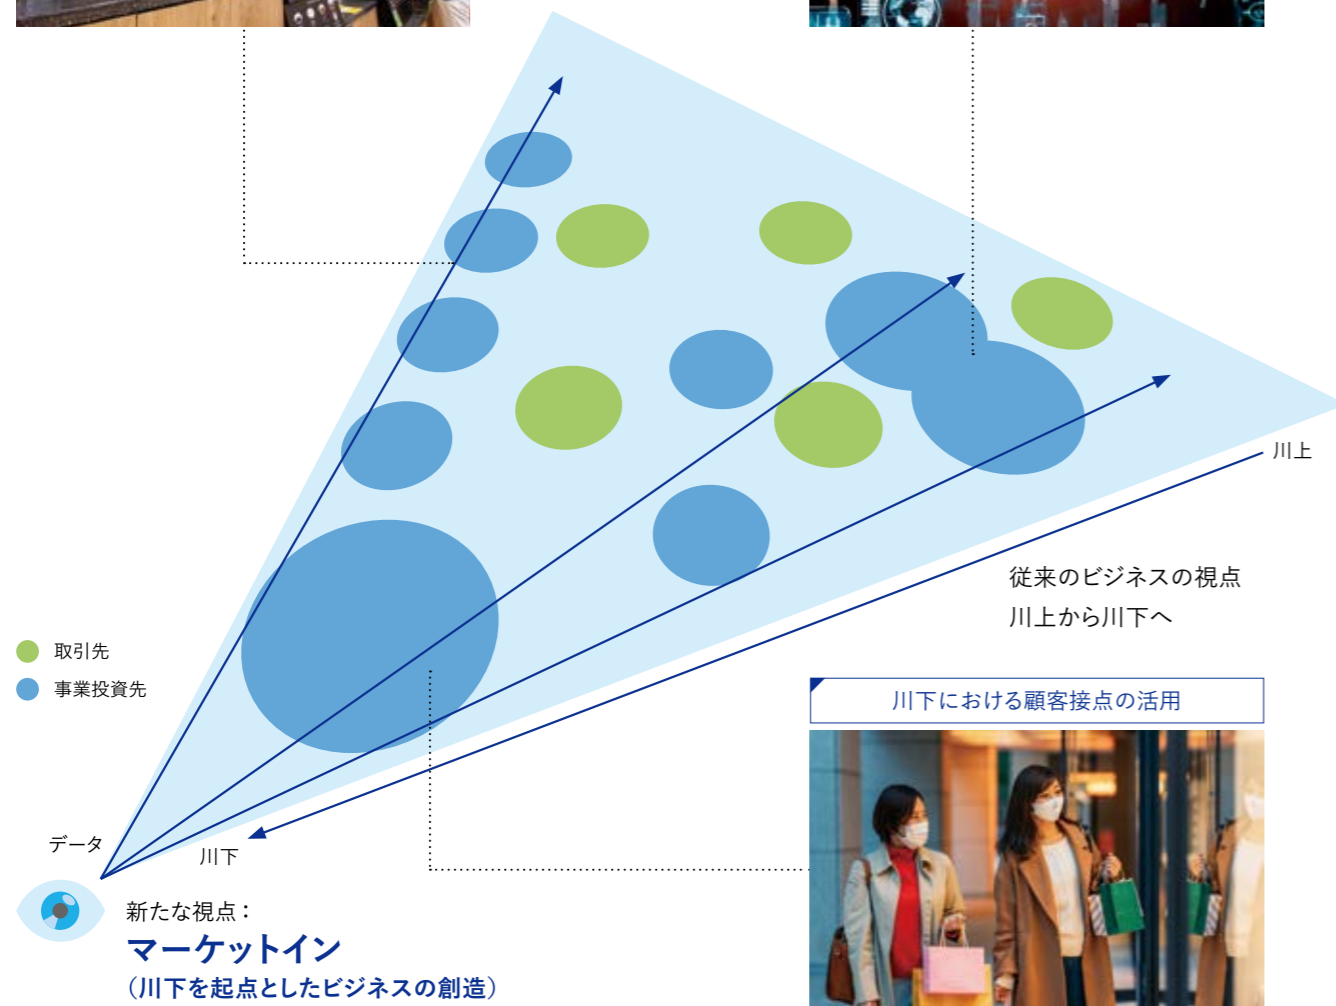 川上
従来のビジネスの視点
川上から川下へ
取引先
事業投資先
川下における顧客接点の活用
データ
川下
新たな視点：
マーケットイン
（川下を起点としたビジネスの創造）